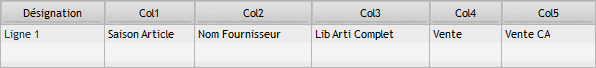 Désignation Col1 Col2 Col3 Col4 Col5
Ligne 1 Saison Article Nom Fournisseur Lib Arti Complet Vente Vente CA